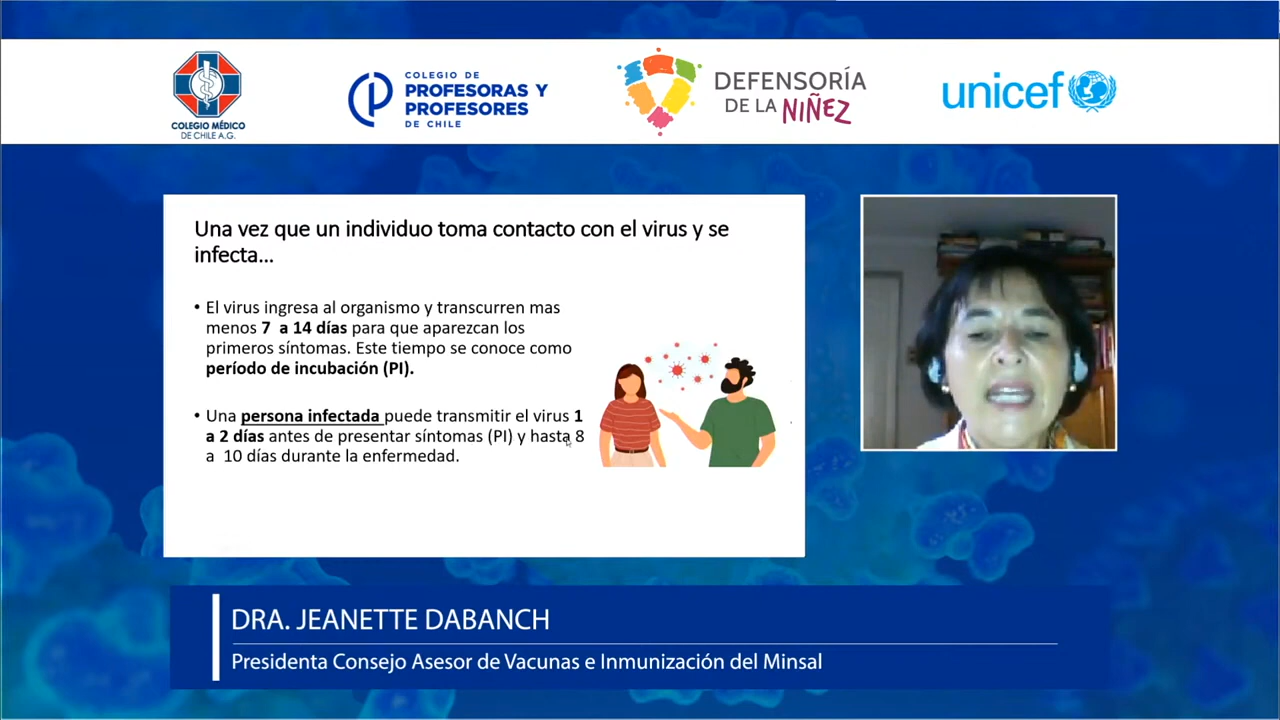 COLEGIO MÉDICO
DE CHILE A.G.
COLEGIO DE
PROFESORAS Y
PROFESORES
DE CHILE
DEFENSORÍA
DE LA NIÑEZ
unicef
Una vez que un individuo toma contacto con el virus y se
infecta...
• El virus ingresa al organismo y transcurren mas
menos 7 a 14 días para que aparezcan los
primeros síntomas. Este tiempo se conoce como
período de incubación (PI).
• Una persona infectada puede transmitir el virus 1
a 2 días antes de presentar síntomas (PI) y hasta 8
a 10 días durante la enfermedad.
DRA. JEANETTE DABANCH
Presidenta Consejo Asesor de Vacunas e Inmunización del Minsal